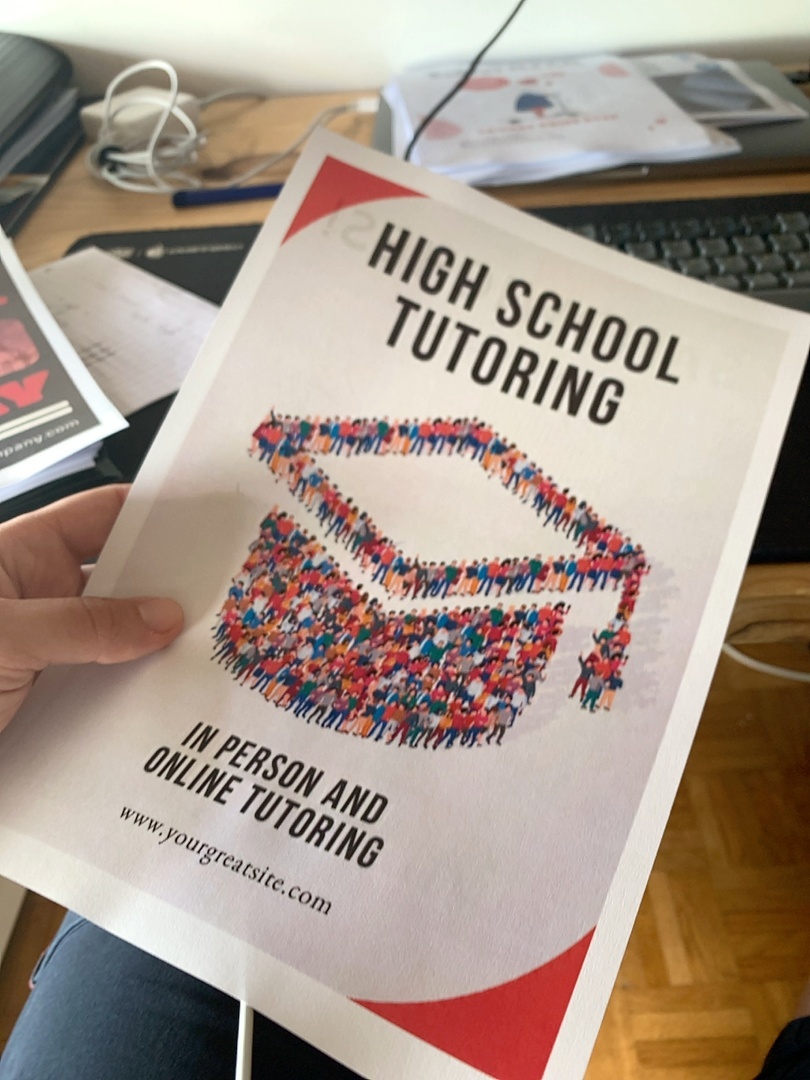 HIGH SCHOOL
TUTORING
IN PERSON AND
ONLINE TUTORING
www.yourgreatsite.com